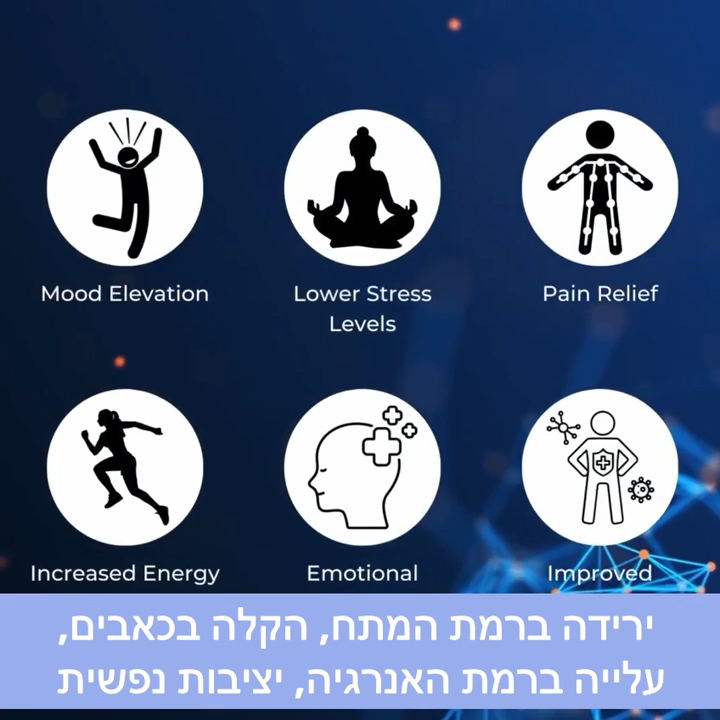 Mood Elevation
Lower Stress
Levels
Pain Relief
Increased Energy
Emotional
Improved
ירידה ברמת המתח, הקלה בכאבים,
עלייה ברמת האנרגיה, יציבות נפשית